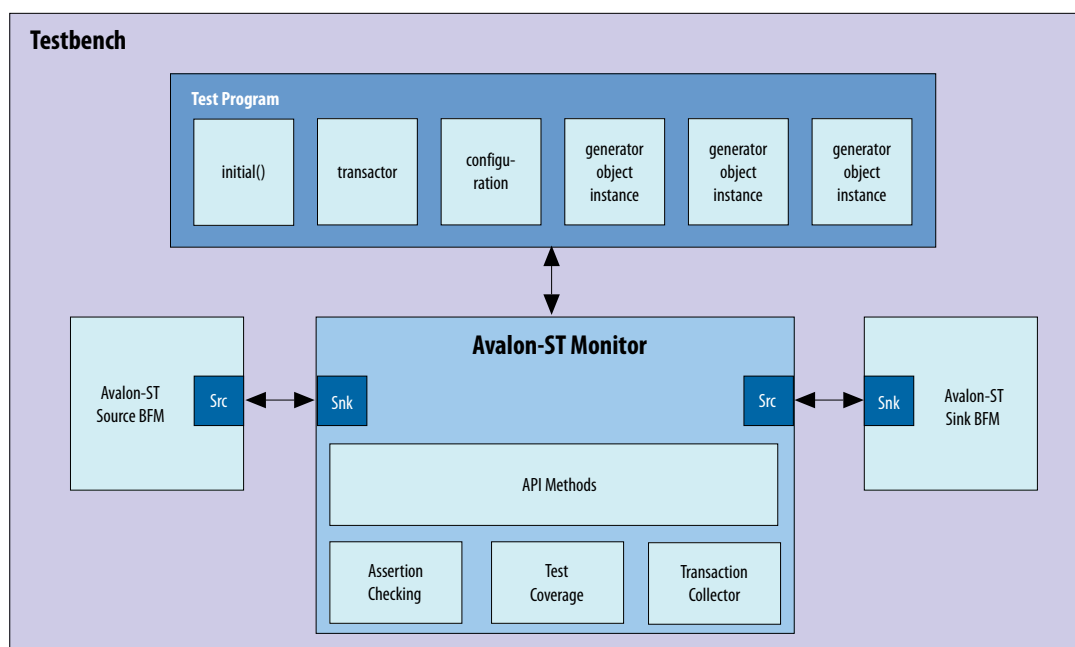 Testbench
Test Program
initial()
transactor
configu-
ration
generator
object
instance
generator
object
instance
generator
object
instance
Avalon-ST Monitor
Avalon-ST
Source BFM
Src
Snk
Src
Snk
Avalon-ST
Sink BFM
API Methods
Assertion
Checking
Test
Coverage
Transaction
Collector